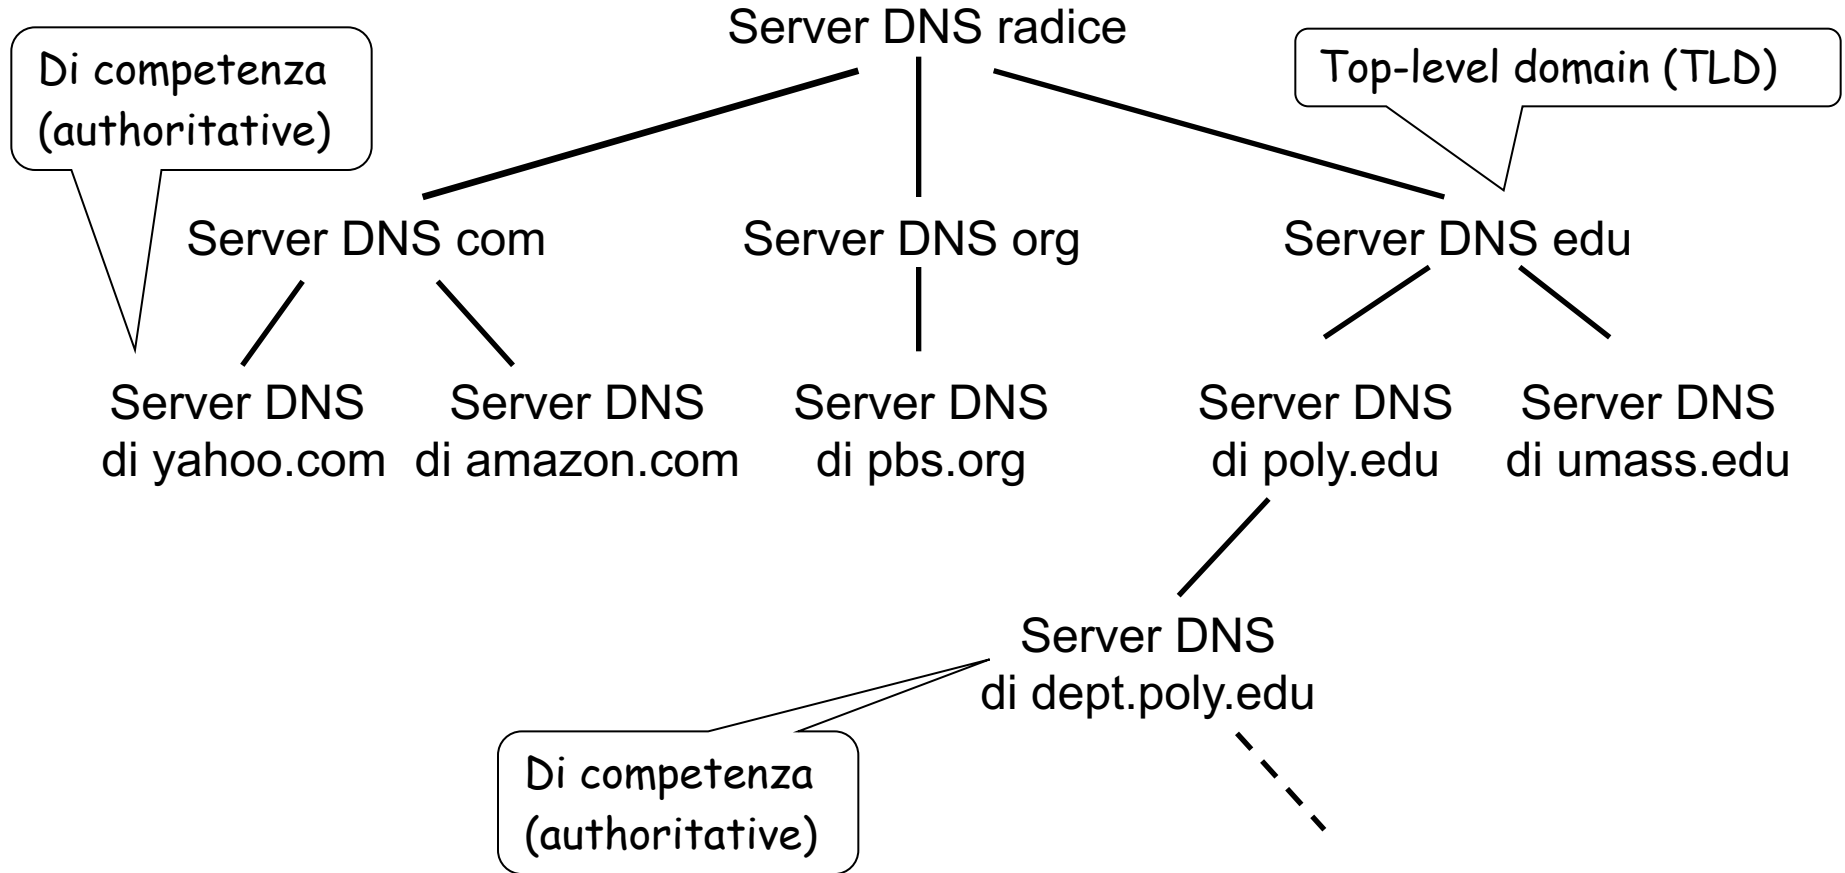 Server DNS radice
Di competenza
(authoritative)
Top-level domain (TLD)
Server DNS com
Server DNS org
Server DNS edu
Server DNS
di yahoo.com
Server DNS
di amazon.com
Server DNS
di pbs.org
Server DNS
di poly.edu
Server DNS
di umass.edu
Server DNS
di dept.poly.edu
Di competenza
(authoritative)